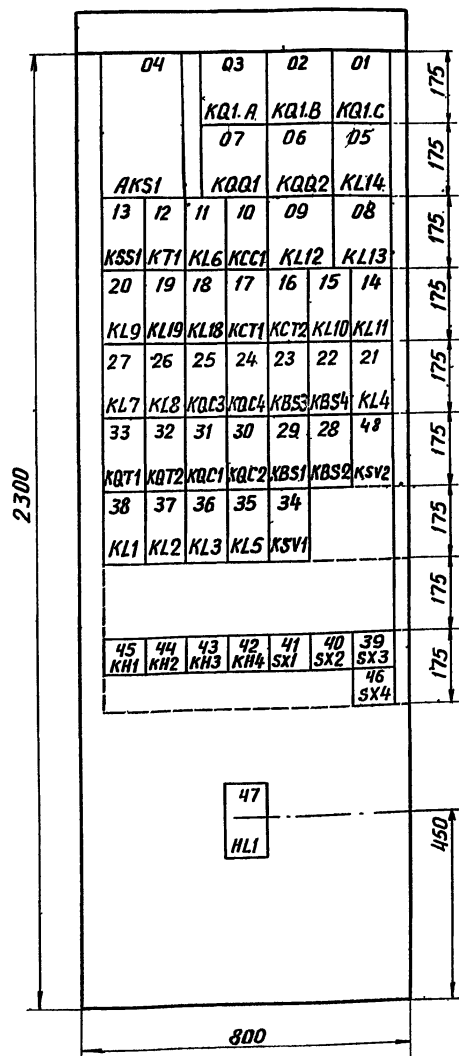 04 03 02 01
KQ1.A KQ1.B KQ1.C
07 06 05
AKS1 KQQ1 KQQ2 KL14
13 12 11 10 09 08
KSS1 KT1 KL6 KCC1 KL12 KL13
20 19 18 17 16 15 14
KL9 KL19 KL18 KCT1 KCT2 KL10 KL11
27 26 25 24 23 22 21
KL7 KL8 KQC3 KQC4 KBS3 KBS4 KL4
33 32 31 30 29 28 48
KQT1 KQT2 KQC1 KQC2 KBS1 KBS2 KSV2
38 37 36 35 34
KL1 KL2 KL3 KL5 KSV1
45 44 43 42 41 40 39
KH1 KH2 KH3 KH4 SX1 SX2 SX3
46
SX4
47
HL1
2300
175
175
175
175
175
175
175
175
175
450
800